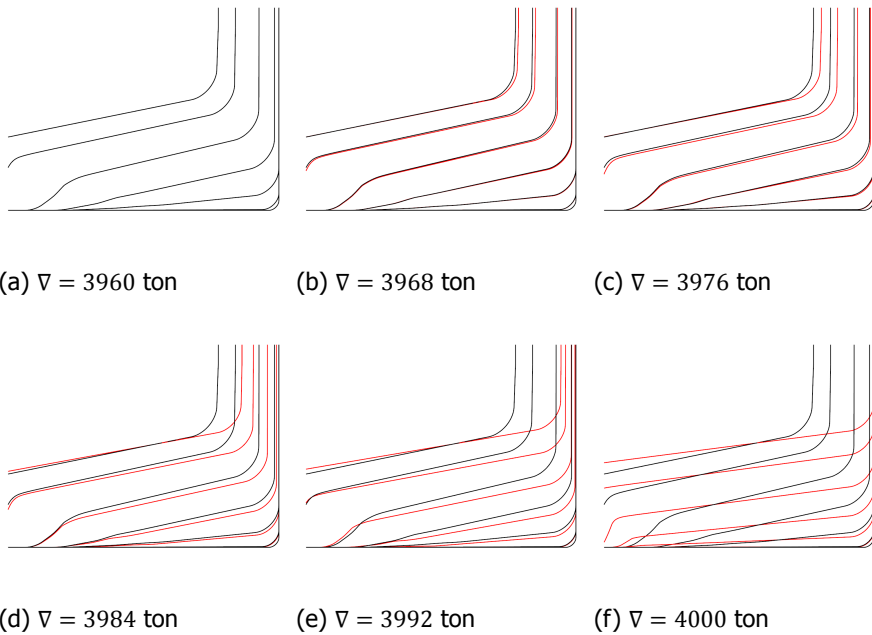 (a) ∇ = 3960 ton
(b) ∇ = 3968 ton
(c) ∇ = 3976 ton
(d) ∇ = 3984 ton
(e) ∇ = 3992 ton
(f) ∇ = 4000 ton